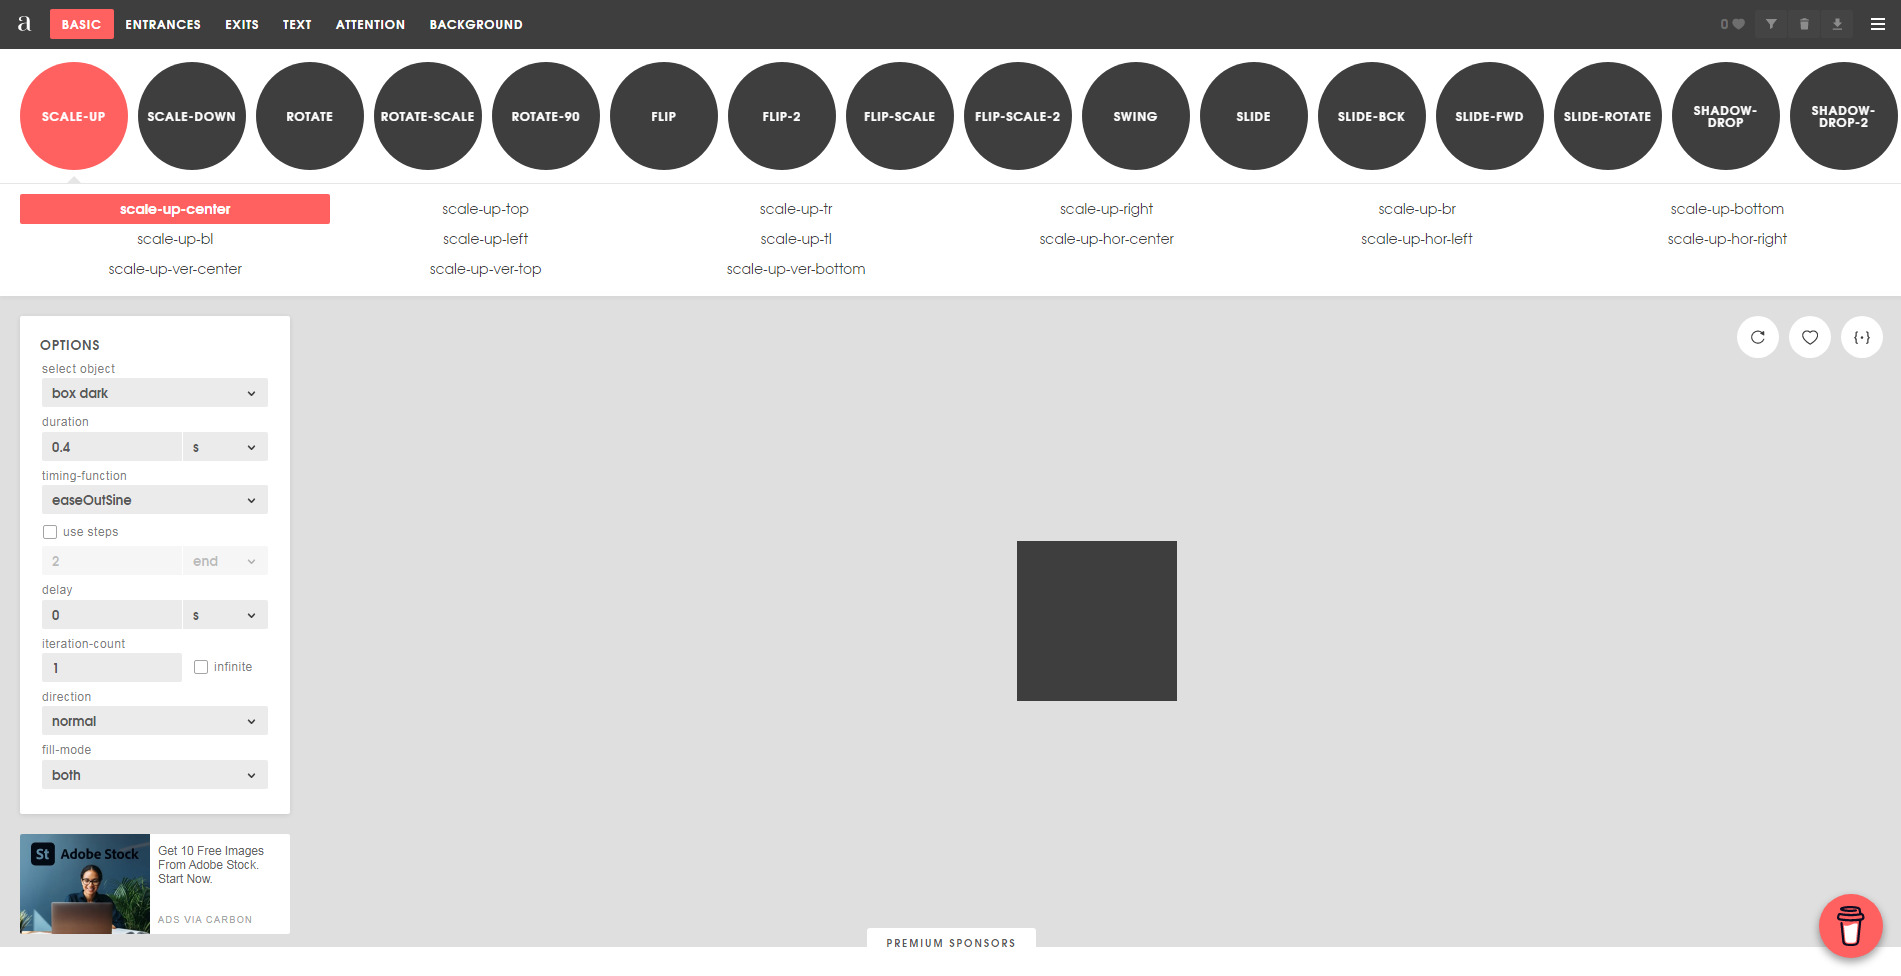 a BASIC ENTRANCES EXITS TEXT ATTENTION BACKGROUND 0
SCALE-UP SCALE-DOWN ROTATE ROTATE-SCALE ROTATE-90 FLIP FLIP-2 FLIP-SCALE FLIP-SCALE-2 SWING SLIDE SLIDE-BCK SLIDE-FWD SLIDE-ROTATE SHADOW-DROP SHADOW-DROP-2
scale-up-center scale-up-top scale-up-tr scale-up-right scale-up-br scale-up-bottom
scale-up-bl scale-up-left scale-up-tl scale-up-hor-center scale-up-hor-left scale-up-hor-right
scale-up-ver-center scale-up-ver-top scale-up-ver-bottom
OPTIONS
select object
box dark
duration
0.4 s
timing-function
easeOutSine
use steps
2 end
delay
0 s
iteration-count
1 infinite
direction
normal
fill-mode
both
{·}
St Adobe Stock
Get 10 Free Images
From Adobe Stock.
Start Now.
ADS VIA CARBON
PREMIUM SPONSORS